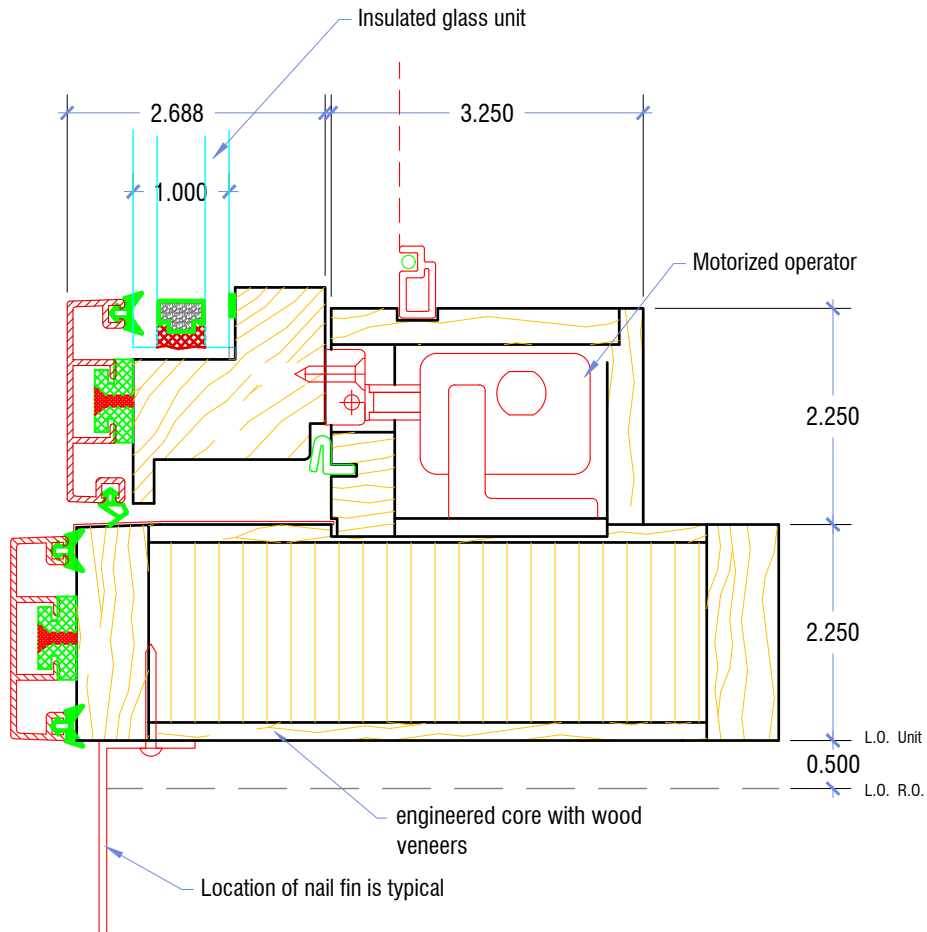 Insulated glass unit
2.688
3.250
1.000
Motorized operator
2.250
2.250
L.O. Unit
0.500
L.O. R.O.
engineered core with wood
veneers
Location of nail fin is typical